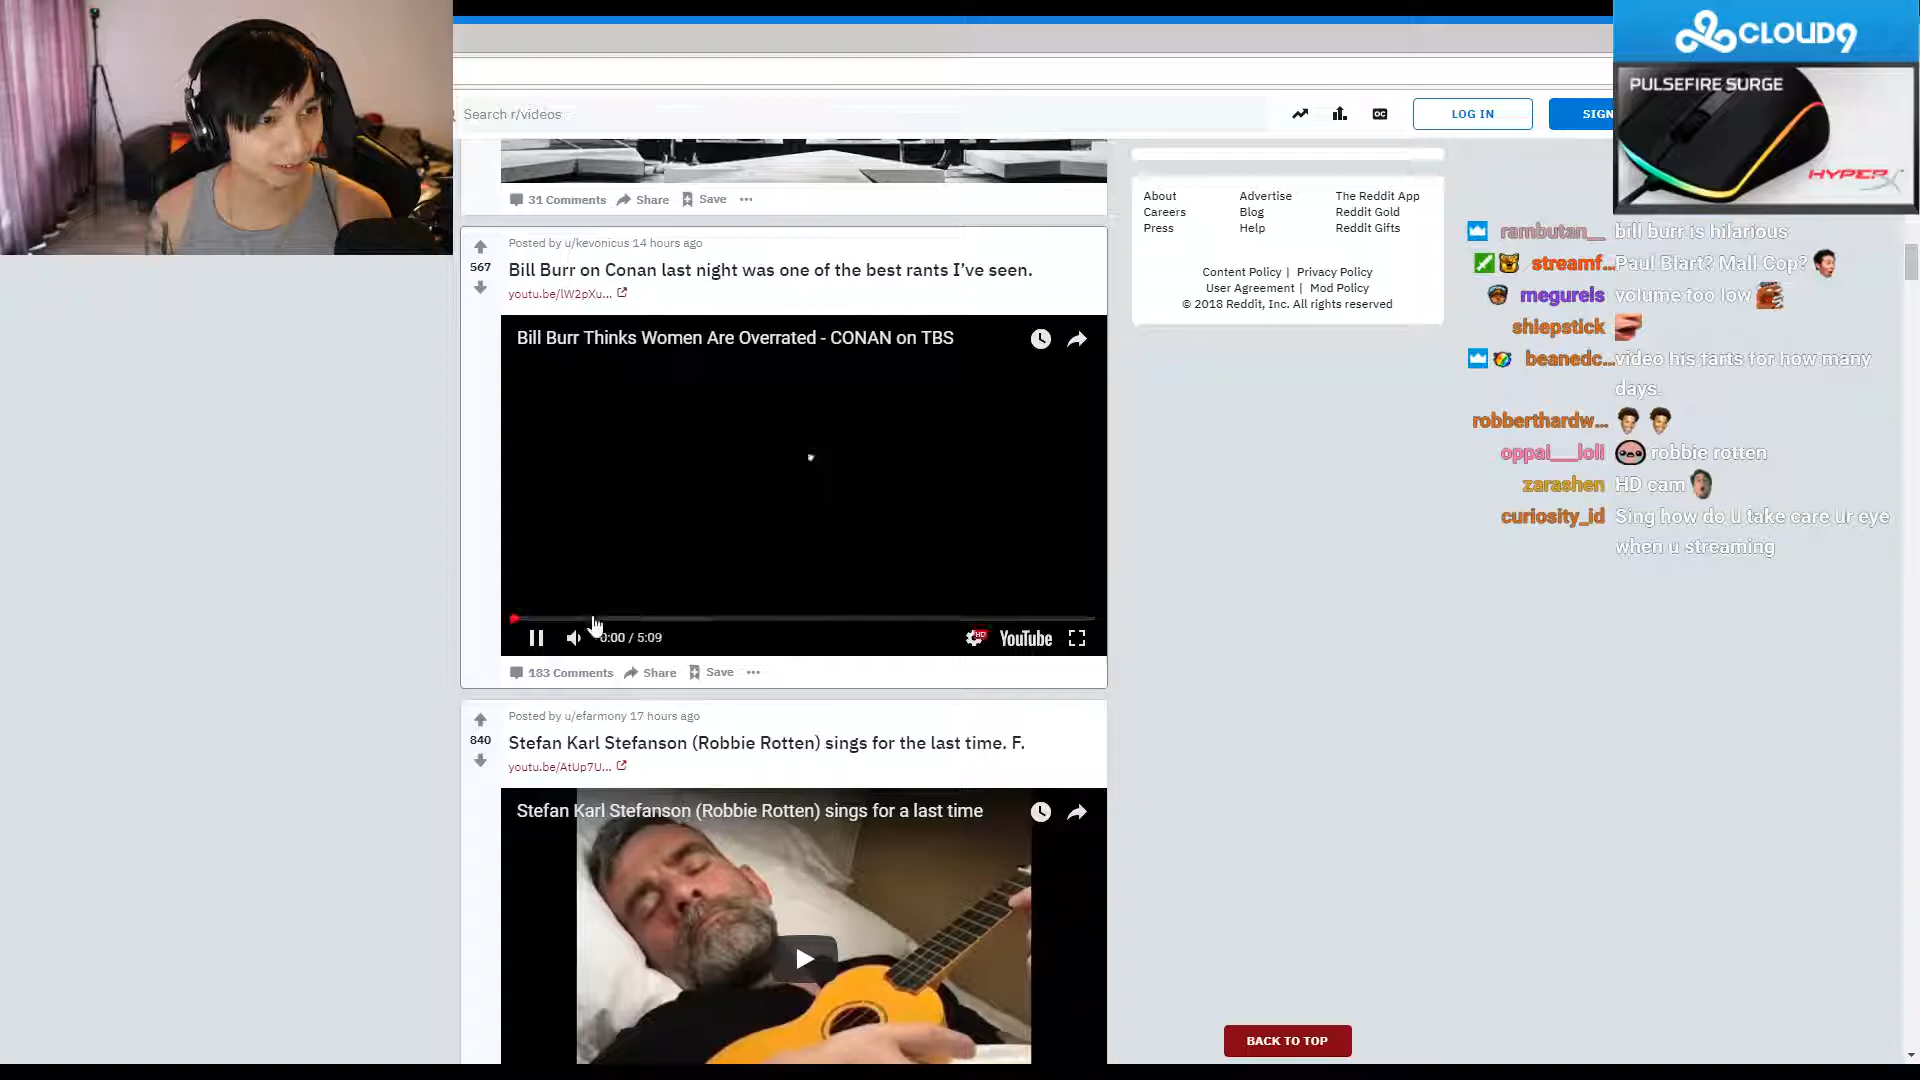 CLOUD9
PULSEFIRE SURGE
HYPERX
Search r/videos
LOG IN
SIGN
31 Comments Share Save
About Advertise The Reddit App
Careers Blog Reddit Gold
Press Help Reddit Gifts
Content Policy | Privacy Policy
User Agreement | Mod Policy
© 2018 Reddit, Inc. All rights reserved
Posted by u/kevonicus 14 hours ago
567
Bill Burr on Conan last night was one of the best rants I’ve seen.
youtu.be/lW2pXu...
Bill Burr Thinks Women Are Overrated - CONAN on TBS
0:00 / 5:09
HD
YouTube
183 Comments Share Save
Posted by u/efarmony 17 hours ago
840
Stefan Karl Stefanson (Robbie Rotten) sings for the last time. F.
youtu.be/AtUp7U...
Stefan Karl Stefanson (Robbie Rotten) sings for a last time
BACK TO TOP
rambutan__ bill burr is hilarious
streamf... Paul Blart? Mall Cop?
megurels volume too low
shiepstick
beanedc... video his farts for how many
days.
robberthardw...
oppai___loli robbie rotten
zarashen HD cam
curiosity_id Sing how do u take care ur eye
when u streaming